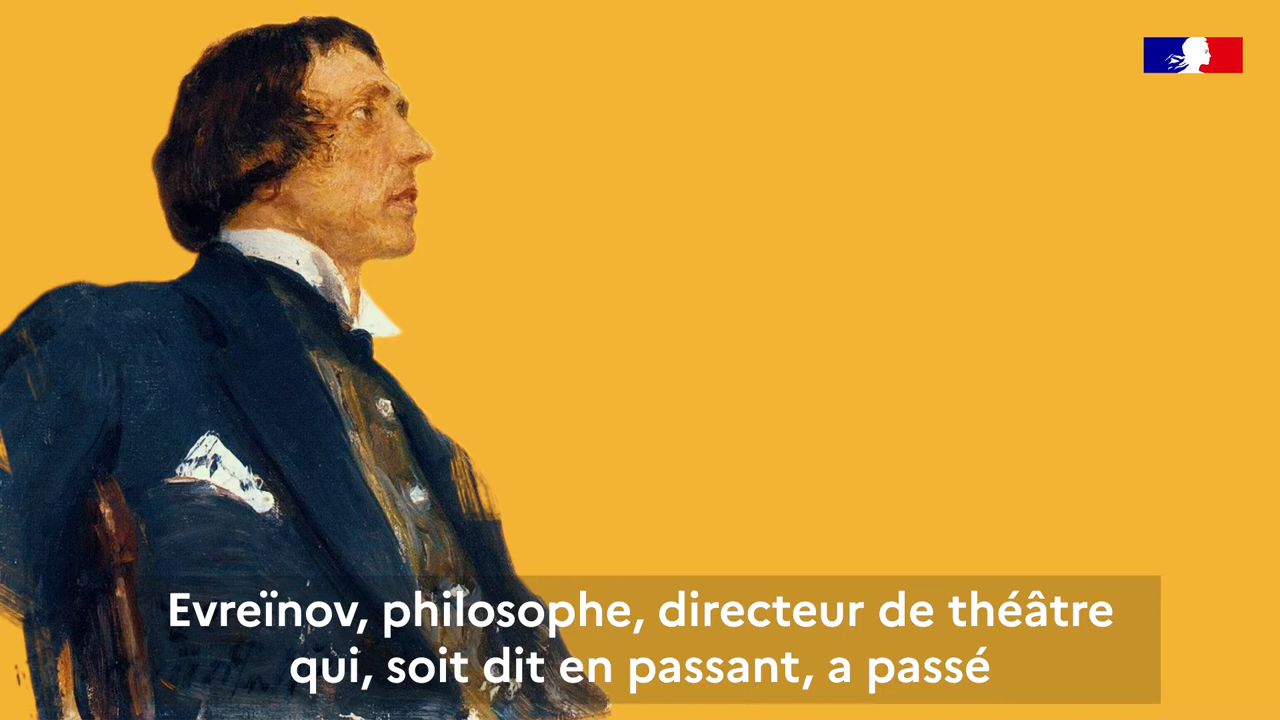 Evreïnov, philosophe, directeur de théâtre
qui, soit dit en passant, a passé